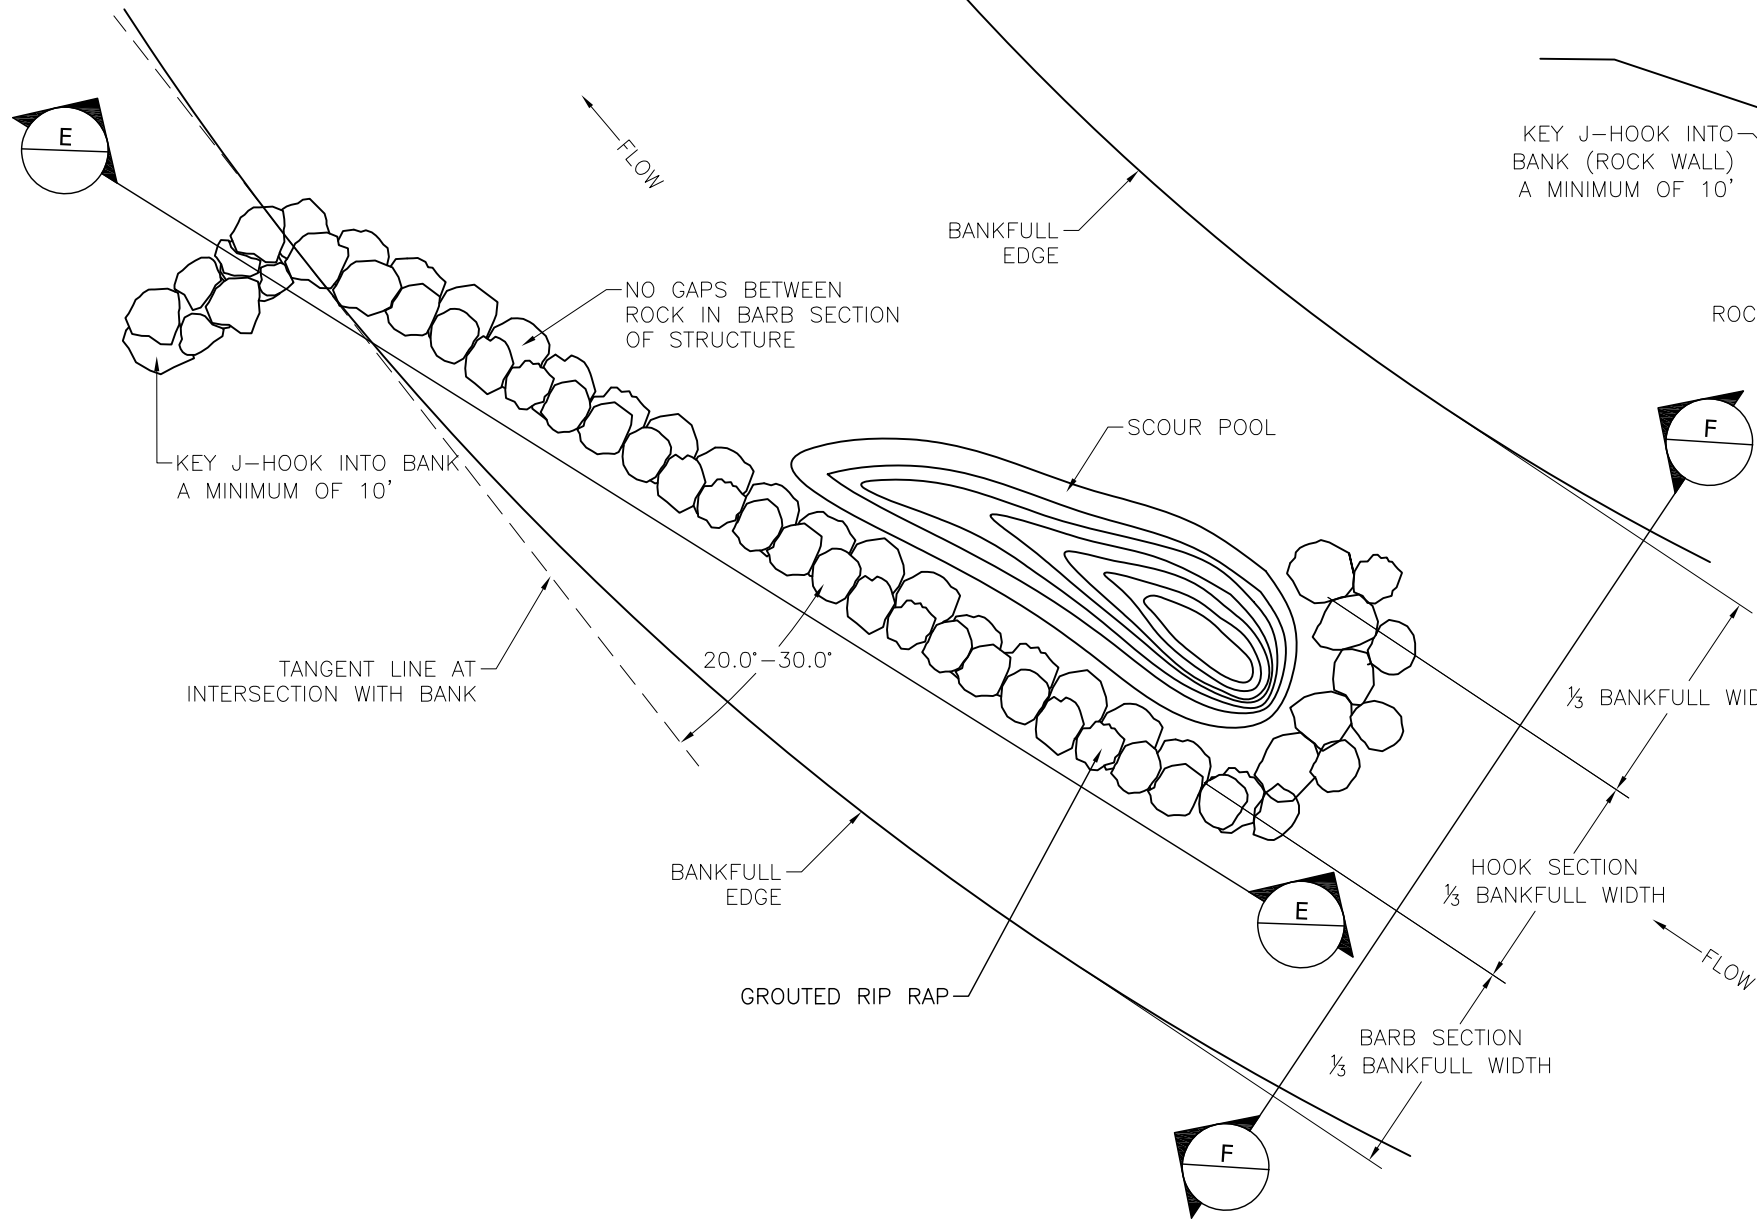 E
FLOW
KEY J-HOOK INTO
BANK (ROCK WALL)
A MINIMUM OF 10'
BANKFULL
EDGE
NO GAPS BETWEEN
ROCK IN BARB SECTION
OF STRUCTURE
SCOUR POOL
F
KEY J-HOOK INTO BANK
A MINIMUM OF 10'
TANGENT LINE AT
INTERSECTION WITH BANK
20.0°-30.0°
⅓ BANKFULL
BANKFULL
EDGE
HOOK SECTION
⅓ BANKFULL WIDTH
E
FLOW
GROUTED RIP RAP
BARB SECTION
⅓ BANKFULL WIDTH
F